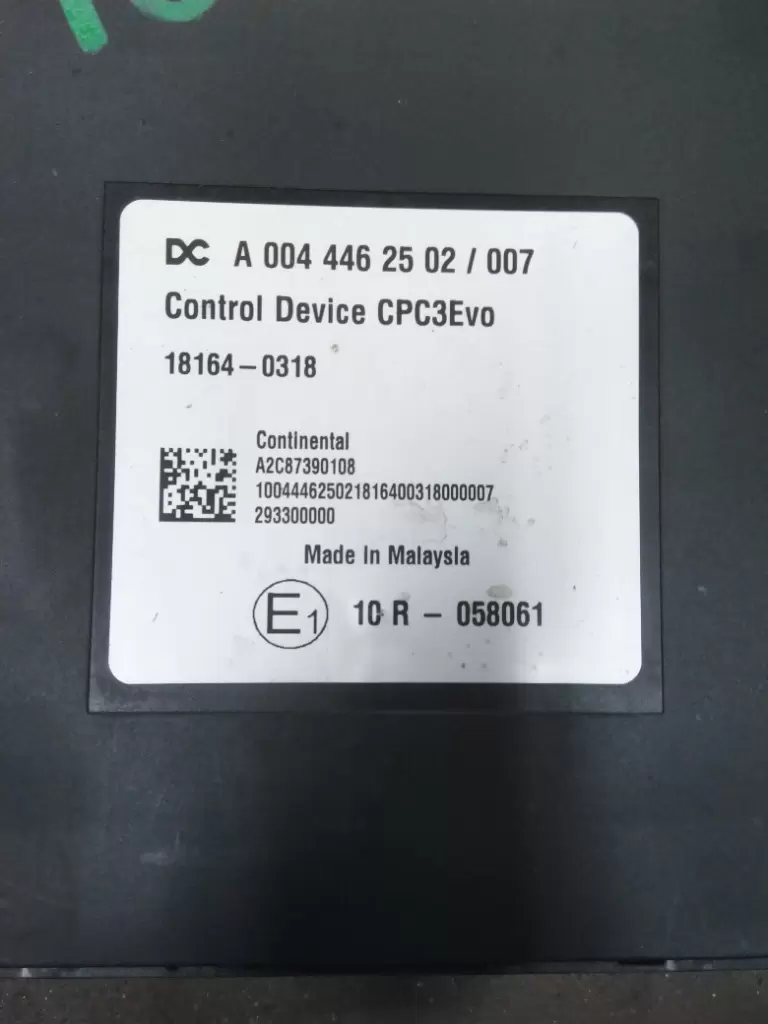 DC A 004 446 25 02 / 007
Control Device CPC3Evo
18164-0318
Continental
A2C87390108
10044462502181640031800007
293300000
Made In Malaysia
E1 10 R - 058061